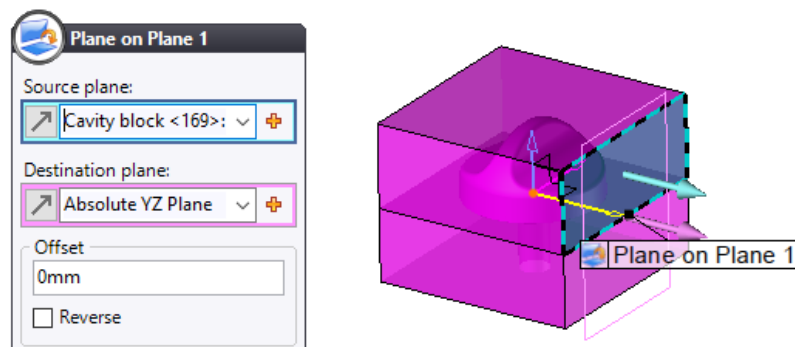 Plane on Plane 1
Source plane:
Cavity block <169>:
Destination plane:
Absolute YZ Plane
Offset
0mm
Reverse
Plane on Plane 1